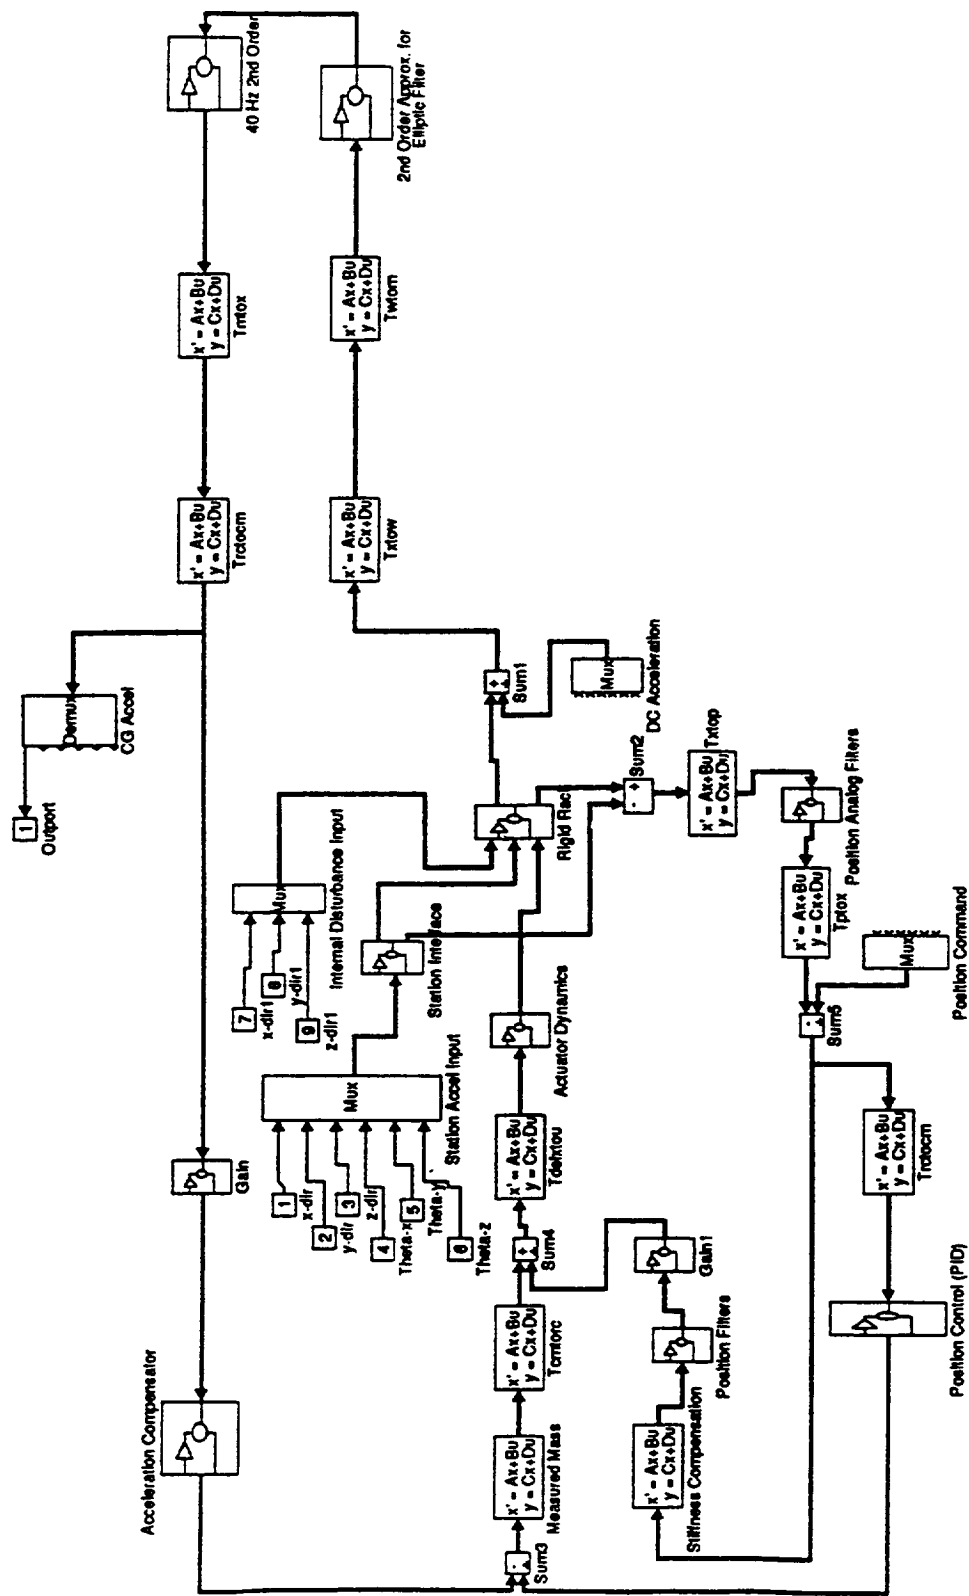 40 Hz 2nd Order
2nd Order Approx. for
Elliptic Filter
x' = Ax+Bu
y = Cx+Du
Tmtox
x' = Ax+Bu
y = Cx+Du
Twtom
x' = Ax+Bu
y = Cx+Du
Trctocm
x' = Ax+Bu
y = Cx+Du
Txtow
Demux
CG Accel
1
Outport
+
+
Sum1
Mux
DC Acceleration
Mux
Internal Disturbance Input
7
x-dir1
8
y-dir1
9
z-dir1
Rigid Rack
Station Interface
-
+
Sum2
x' = Ax+Bu
y = Cx+Du
Txtop
Position Analog Filters
x' = Ax+Bu
y = Cx+Du
Tptox
Mux
Position Command
Sum5
Mux
Station Accel Input
1
x-dir
2
y-dir
3
z-dir
4
Theta-x
5
Theta-y
6
Theta-z
Actuator Dynamics
x' = Ax+Bu
y = Cx+Du
Tdelxtou
Gain
+
+
Sum4
Gain1
Position Filters
x' = Ax+Bu
y = Cx+Du
Trctocm
Position Control (PID)
x' = Ax+Bu
y = Cx+Du
Tcmtorc
x' = Ax+Bu
y = Cx+Du
Measured Mass
x' = Ax+Bu
y = Cx+Du
Stiffness Compensation
Acceleration Compensator
Sum3